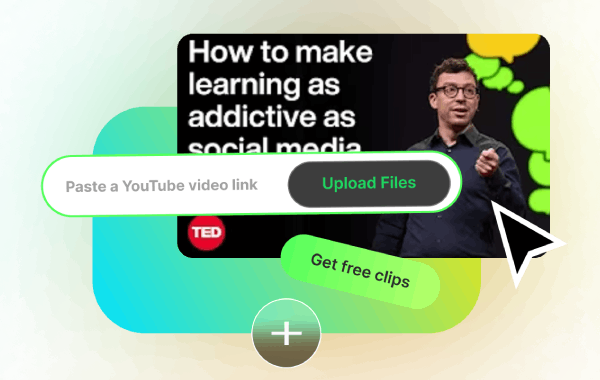 How to make
learning as
addictive as
social media
Paste a YouTube video link
Upload Files
TED
Get free clips